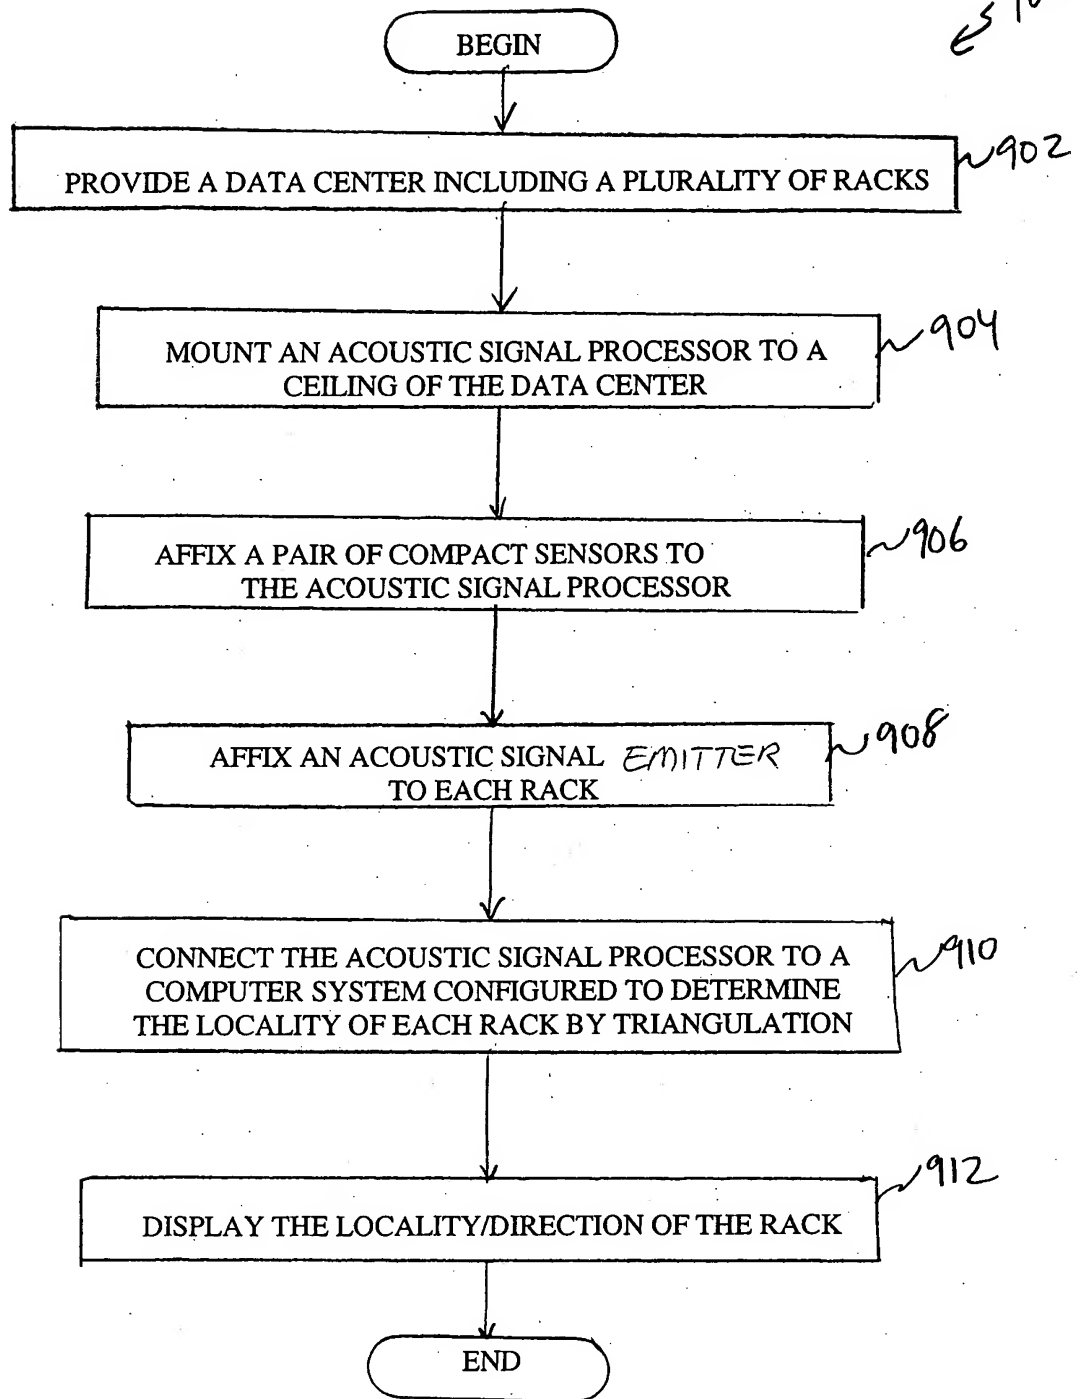 BEGIN
PROVIDE A DATA CENTER INCLUDING A PLURALITY OF RACKS
902
MOUNT AN ACOUSTIC SIGNAL PROCESSOR TO A
CEILING OF THE DATA CENTER
904
AFFIX A PAIR OF COMPACT SENSORS TO
THE ACOUSTIC SIGNAL PROCESSOR
906
AFFIX AN ACOUSTIC SIGNAL EMITTER
TO EACH RACK
908
CONNECT THE ACOUSTIC SIGNAL PROCESSOR TO A
COMPUTER SYSTEM CONFIGURED TO DETERMINE
THE LOCALITY OF EACH RACK BY TRIANGULATION
910
DISPLAY THE LOCALITY/DIRECTION OF THE RACK
912
END